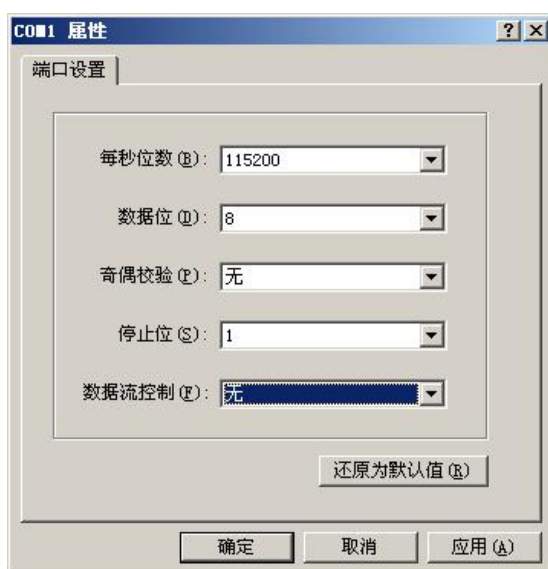 COM1 属性
端口设置
每秒位数(B): 115200
数据位(D): 8
奇偶校验(P): 无
停止位(S): 1
数据流控制(F): 无
还原为默认值(R)
确定 取消 应用(A)